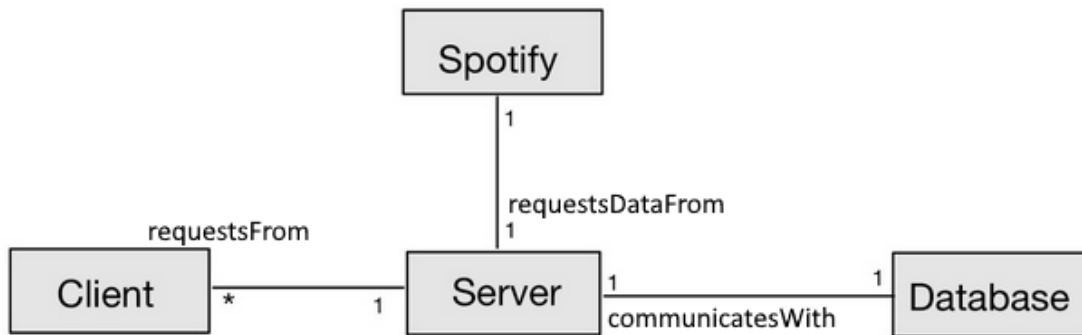 Spotify
1
requestsDataFrom
1
requestsFrom
Client
*
1
Server
1
communicatesWith
1
Database